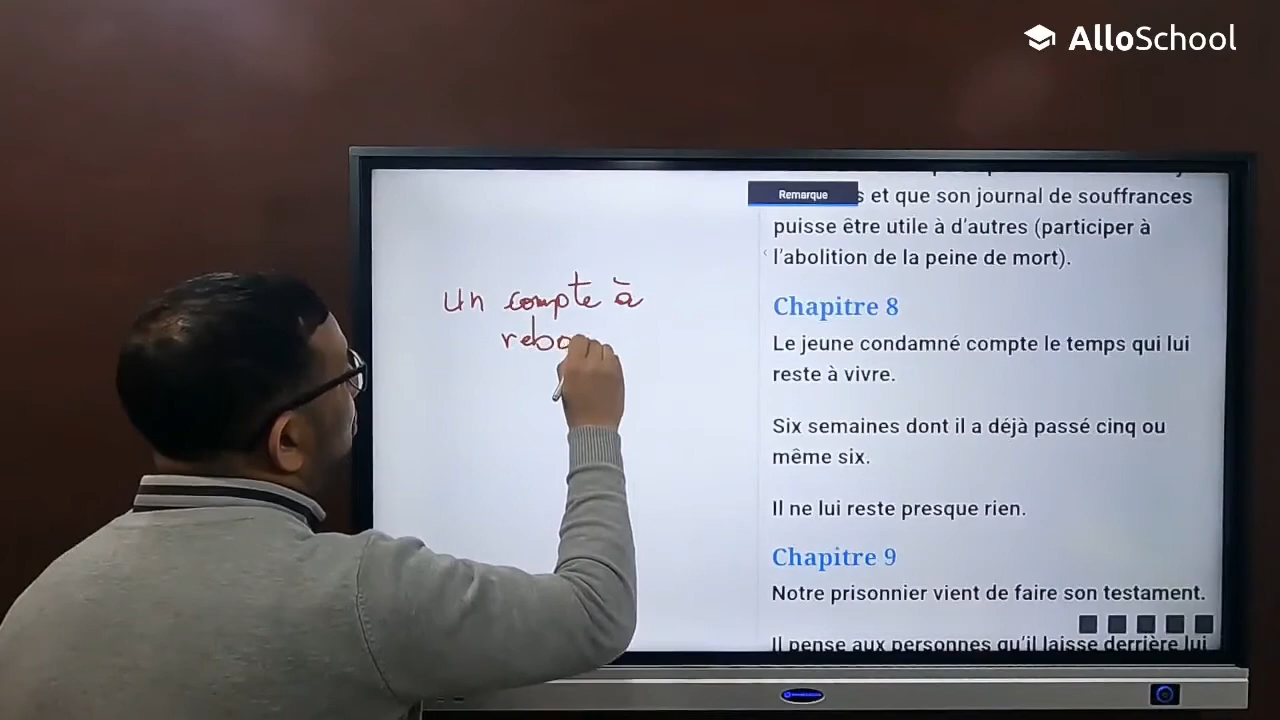 AlloSchool
Un compte à
rebo
Remarque
s et que son journal de souffrances
puisse être utile à d'autres (participer à
l'abolition de la peine de mort).
Chapitre 8
Le jeune condamné compte le temps qui lui
reste à vivre.
Six semaines dont il a déjà passé cinq ou
même six.
Il ne lui reste presque rien.
Chapitre 9
Notre prisonnier vient de faire son testament.
Il pense aux personnes qu'il laisse derrière lui